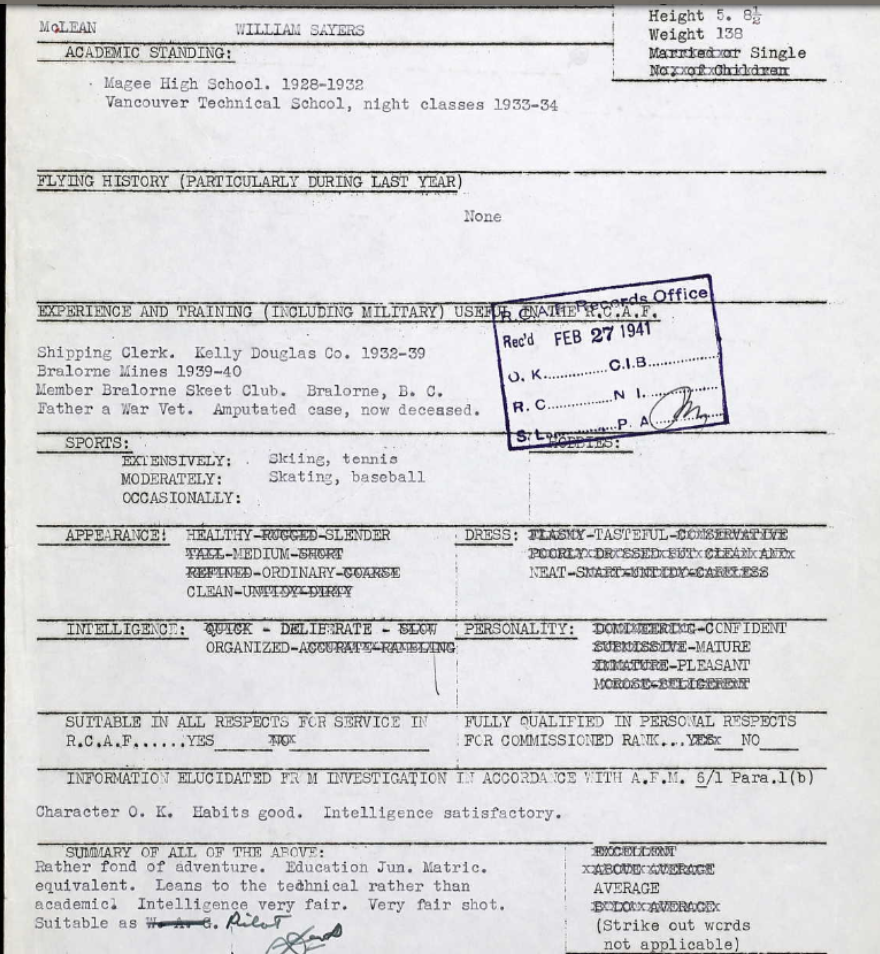 McLEAN WILLIAM SAYERS
Height 5. 8½
Weight 138
Married or Single
No. of Children
ACADEMIC STANDING:
Magee High School. 1928-1932
Vancouver Technical School, night classes 1933-34
FLYING HISTORY (PARTICULARLY DURING LAST YEAR)
None
EXPERIENCE AND TRAINING (INCLUDING MILITARY) USEFUL IN THE R.C.A.F.
R.C.A.F. Records Office
Rec'd FEB 27 1941
O. K. C.I.B.
R. C. N I.
P. A
Shipping Clerk. Kelly Douglas Co. 1932-39
Bralorne Mines 1939-40
Member Bralorne Skeet Club. Bralorne, B. C.
Father a War Vet. Amputated case, now deceased.
SPORTS: HOBBIES:
EXTENSIVELY: Skiing, tennis
MODERATELY: Skating, baseball
OCCASIONALLY:
APPEARANCE: HEALTHY-RUGGED-SLENDER
TALL-MEDIUM-SHORT
REFINED-ORDINARY-COARSE
CLEAN-UNTIDY-DIRTY
DRESS: FLASHY-TASTEFUL-CONSERVATIVE
POORLY DRESSED BUT CLEAN AND
NEAT-SMART-UNTIDY-CARELESS
INTELLIGENCE: QUICK - DELIBERATE - SLOW
ORGANIZED-ACCURATE-RAMBLING
PERSONALITY: DOMINEERING-CONFIDENT
SUBMISSIVE-MATURE
IMMATURE-PLEASANT
MOROSE-BELIGERENT
SUITABLE IN ALL RESPECTS FOR SERVICE IN
R.C.A.F......YES NO
FULLY QUALIFIED IN PERSONAL RESPECTS
FOR COMMISSIONED RANK...YES NO
INFORMATION ELUCIDATED FROM INVESTIGATION IN ACCORDANCE WITH A.F.M. 6/1 Para.1(b)
Character O. K. Habits good. Intelligence satisfactory.
SUMMARY OF ALL OF THE ABOVE:
Rather fond of adventure. Education Jun. Matric.
equivalent. Leans to the technical rather than
academic. Intelligence very fair. Very fair shot.
Suitable as W. A. G. Pilot
EXCELLENT
ABOVE AVERAGE
AVERAGE
BELOW AVERAGE
(Strike out words
not applicable)